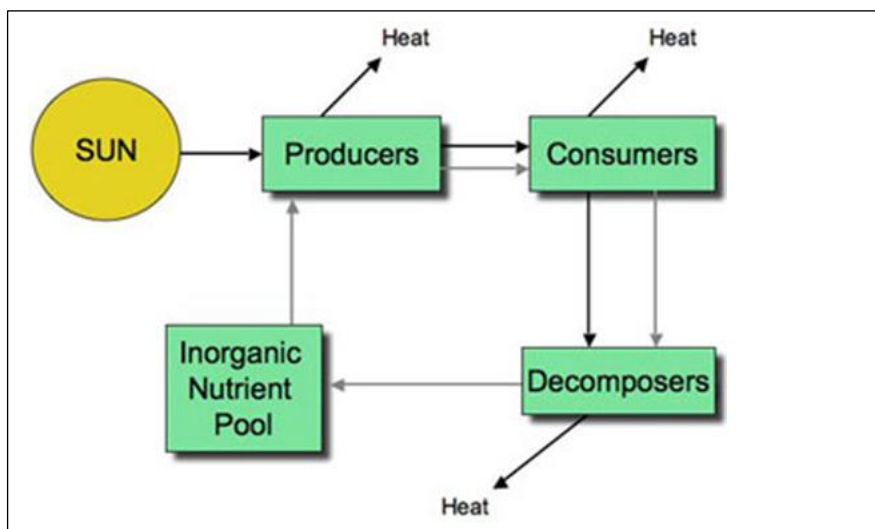 Heat
Heat
SUN
Producers
Consumers
Inorganic
Nutrient
Pool
Decomposers
Heat